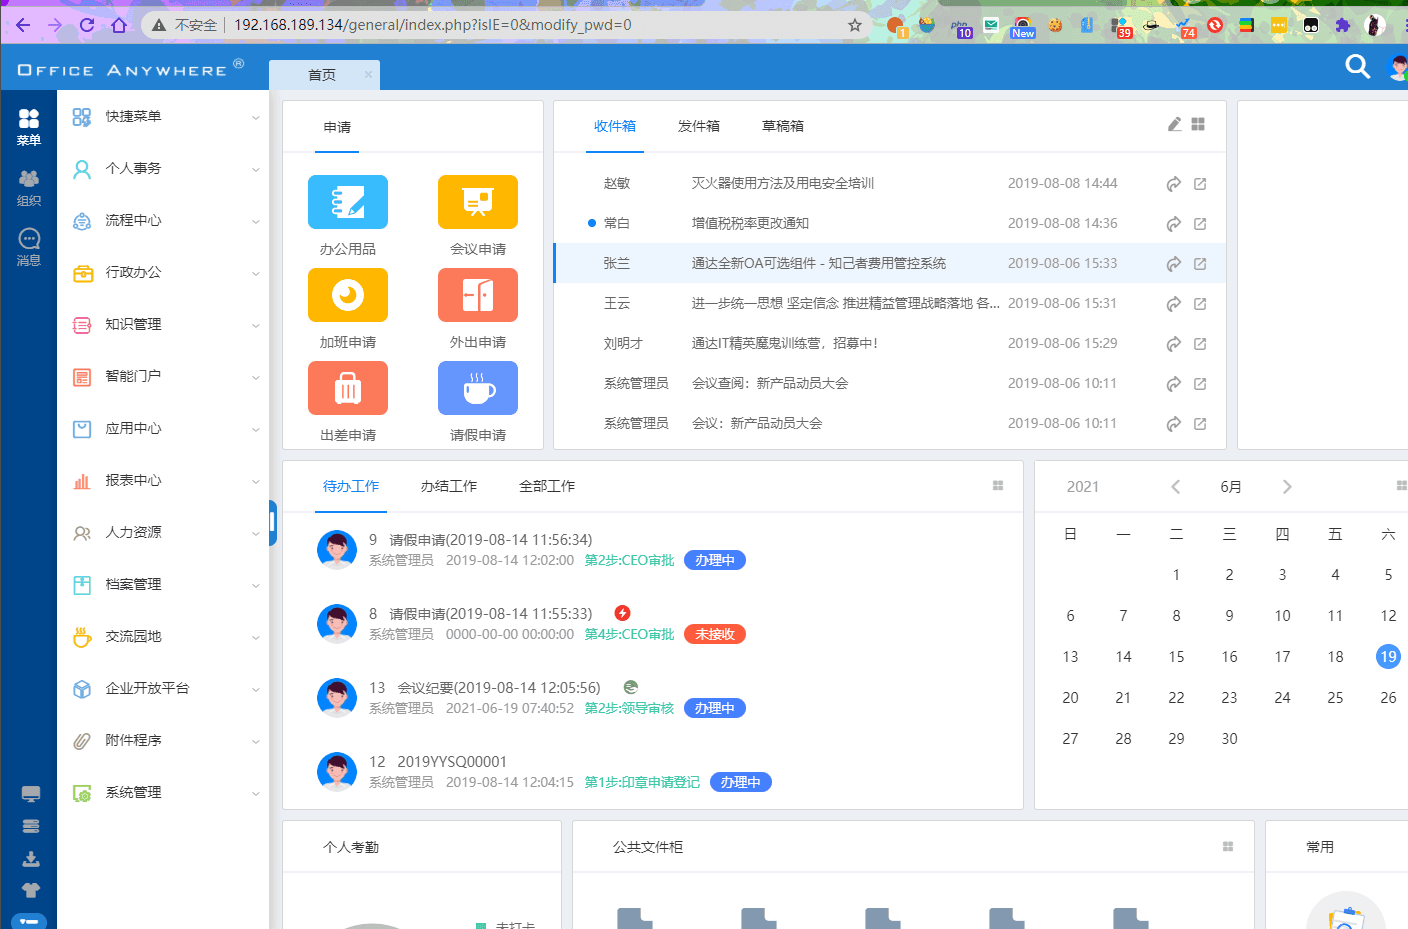 不安全 192.168.189.134/general/index.php?isIE=0&modify_pwd=0
1 php 10 New 39 74
OFFICE ANYWHERE® 首页 ×
菜单
组织
消息
快捷菜单
个人事务
流程中心
行政办公
知识管理
智能门户
应用中心
报表中心
人力资源
档案管理
交流园地
企业开放平台
附件程序
系统管理
申请
办公用品 会议申请
加班申请 外出申请
出差申请 请假申请
收件箱 发件箱 草稿箱
赵敏 灭火器使用方法及用电安全培训 2019-08-08 14:44
常白 增值税税率更改通知 2019-08-08 14:36
张兰 通达全新OA可选组件 - 知己者费用管控系统 2019-08-06 15:33
王云 进一步统一思想 坚定信念 推进精益管理战略落地 各... 2019-08-06 15:31
刘明才 通达IT精英魔鬼训练营，招募中! 2019-08-06 15:29
系统管理员 会议查阅：新产品动员大会 2019-08-06 10:11
系统管理员 会议：新产品动员大会 2019-08-06 10:11
待办工作 办结工作 全部工作
9 请假申请(2019-08-14 11:56:34)
系统管理员 2019-08-14 12:02:00 第2步:CEO审批 办理中
8 请假申请(2019-08-14 11:55:33)
系统管理员 0000-00-00 00:00:00 第4步:CEO审批 未接收
13 会议纪要(2019-08-14 12:05:56)
系统管理员 2021-06-19 07:40:52 第2步:领导审核 办理中
12 2019YYSQ00001
系统管理员 2019-08-14 12:04:15 第1步:印章申请登记 办理中
2021 6月
日 一 二 三 四 五 六
1 2 3 4 5
6 7 8 9 10 11 12
13 14 15 16 17 18 19
20 21 22 23 24 25 26
27 28 29 30
个人考勤
未打卡
公共文件柜
常用